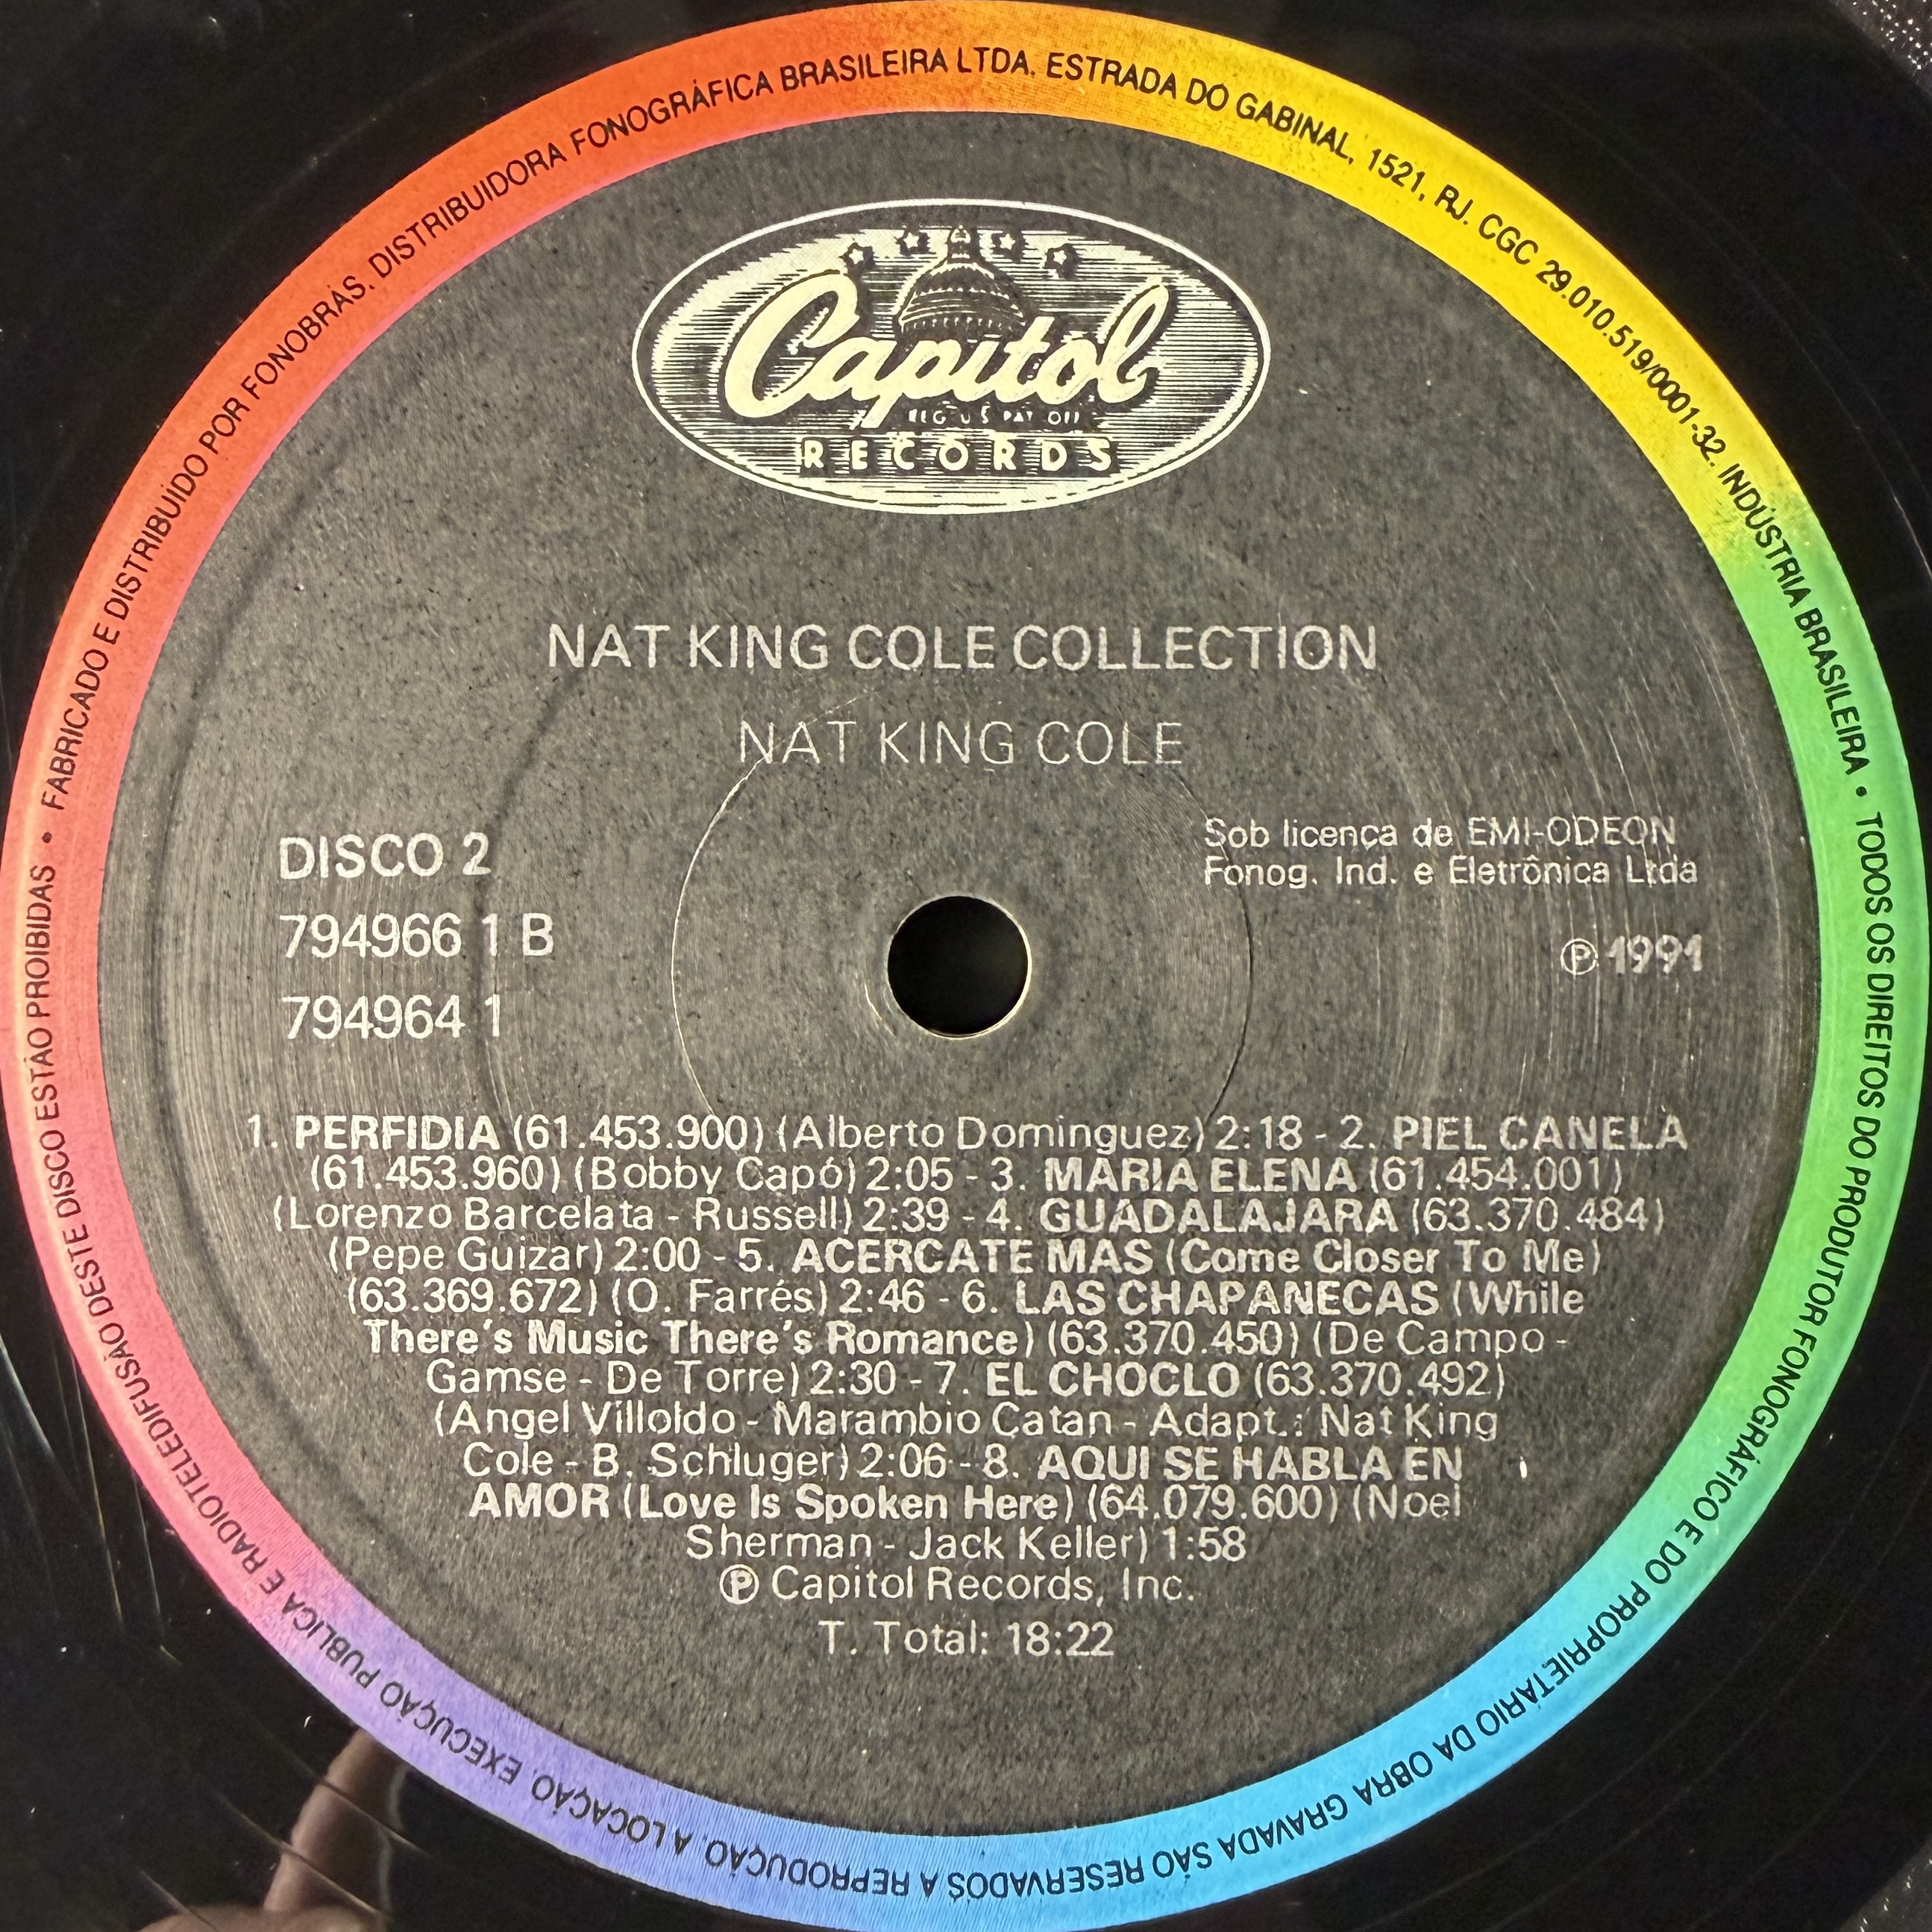 FABRICADO E DISTRIBUÍDO POR FONOBRÁS. DISTRIBUIDORA FONOGRÁFICA BRASILEIRA LTDA. ESTRADA DO GABINAL, 1521, RJ. CGC 29.010.519/0001-32. INDÚSTRIA BRASILEIRA • TODOS OS DIREITOS DO PRODUTOR FONOGRÁFICO E DO PROPRIETÁRIO DA OBRA GRAVADA SÃO RESERVADOS A REPRODUÇÃO. A LOCAÇÃO. EXECUÇÃO PÚBLICA E RADIOTELEDIFUSÃO DESTE DISCO ESTÃO PROIBIDAS •
Capitol
REG US PAT OFF
RECORDS
NAT KING COLE COLLECTION
NAT KING COLE
DISCO 2
794966 1 B
794964 1
Sob licença de EMI-ODEON
Fonog. Ind. e Eletrônica Ltda
℗ 1991
1. PERFIDIA (61.453.900) (Alberto Dominguez) 2:18 - 2. PIEL CANELA
(61.453.960) (Bobby Capó) 2:05 - 3. MARIA ELENA (61.454.001)
(Lorenzo Barcelata - Russell) 2:39 - 4. GUADALAJARA (63.370.484)
(Pepe Guizar) 2:00 - 5. ACERCATE MAS (Come Closer To Me)
(63.369.672) (O. Farrés) 2:46 - 6. LAS CHAPANECAS (While
There's Music There's Romance) (63.370.450) (De Campo -
Gamse - De Torre) 2:30 - 7. EL CHOCLO (63.370.492)
(Angel Villoldo - Marambio Catan - Adapt.: Nat King
Cole - B. Schluger) 2:06 - 8. AQUI SE HABLA EN
AMOR (Love Is Spoken Here) (64.079.600) (Noel
Sherman - Jack Keller) 1:58
℗ Capitol Records, Inc.
T. Total: 18:22